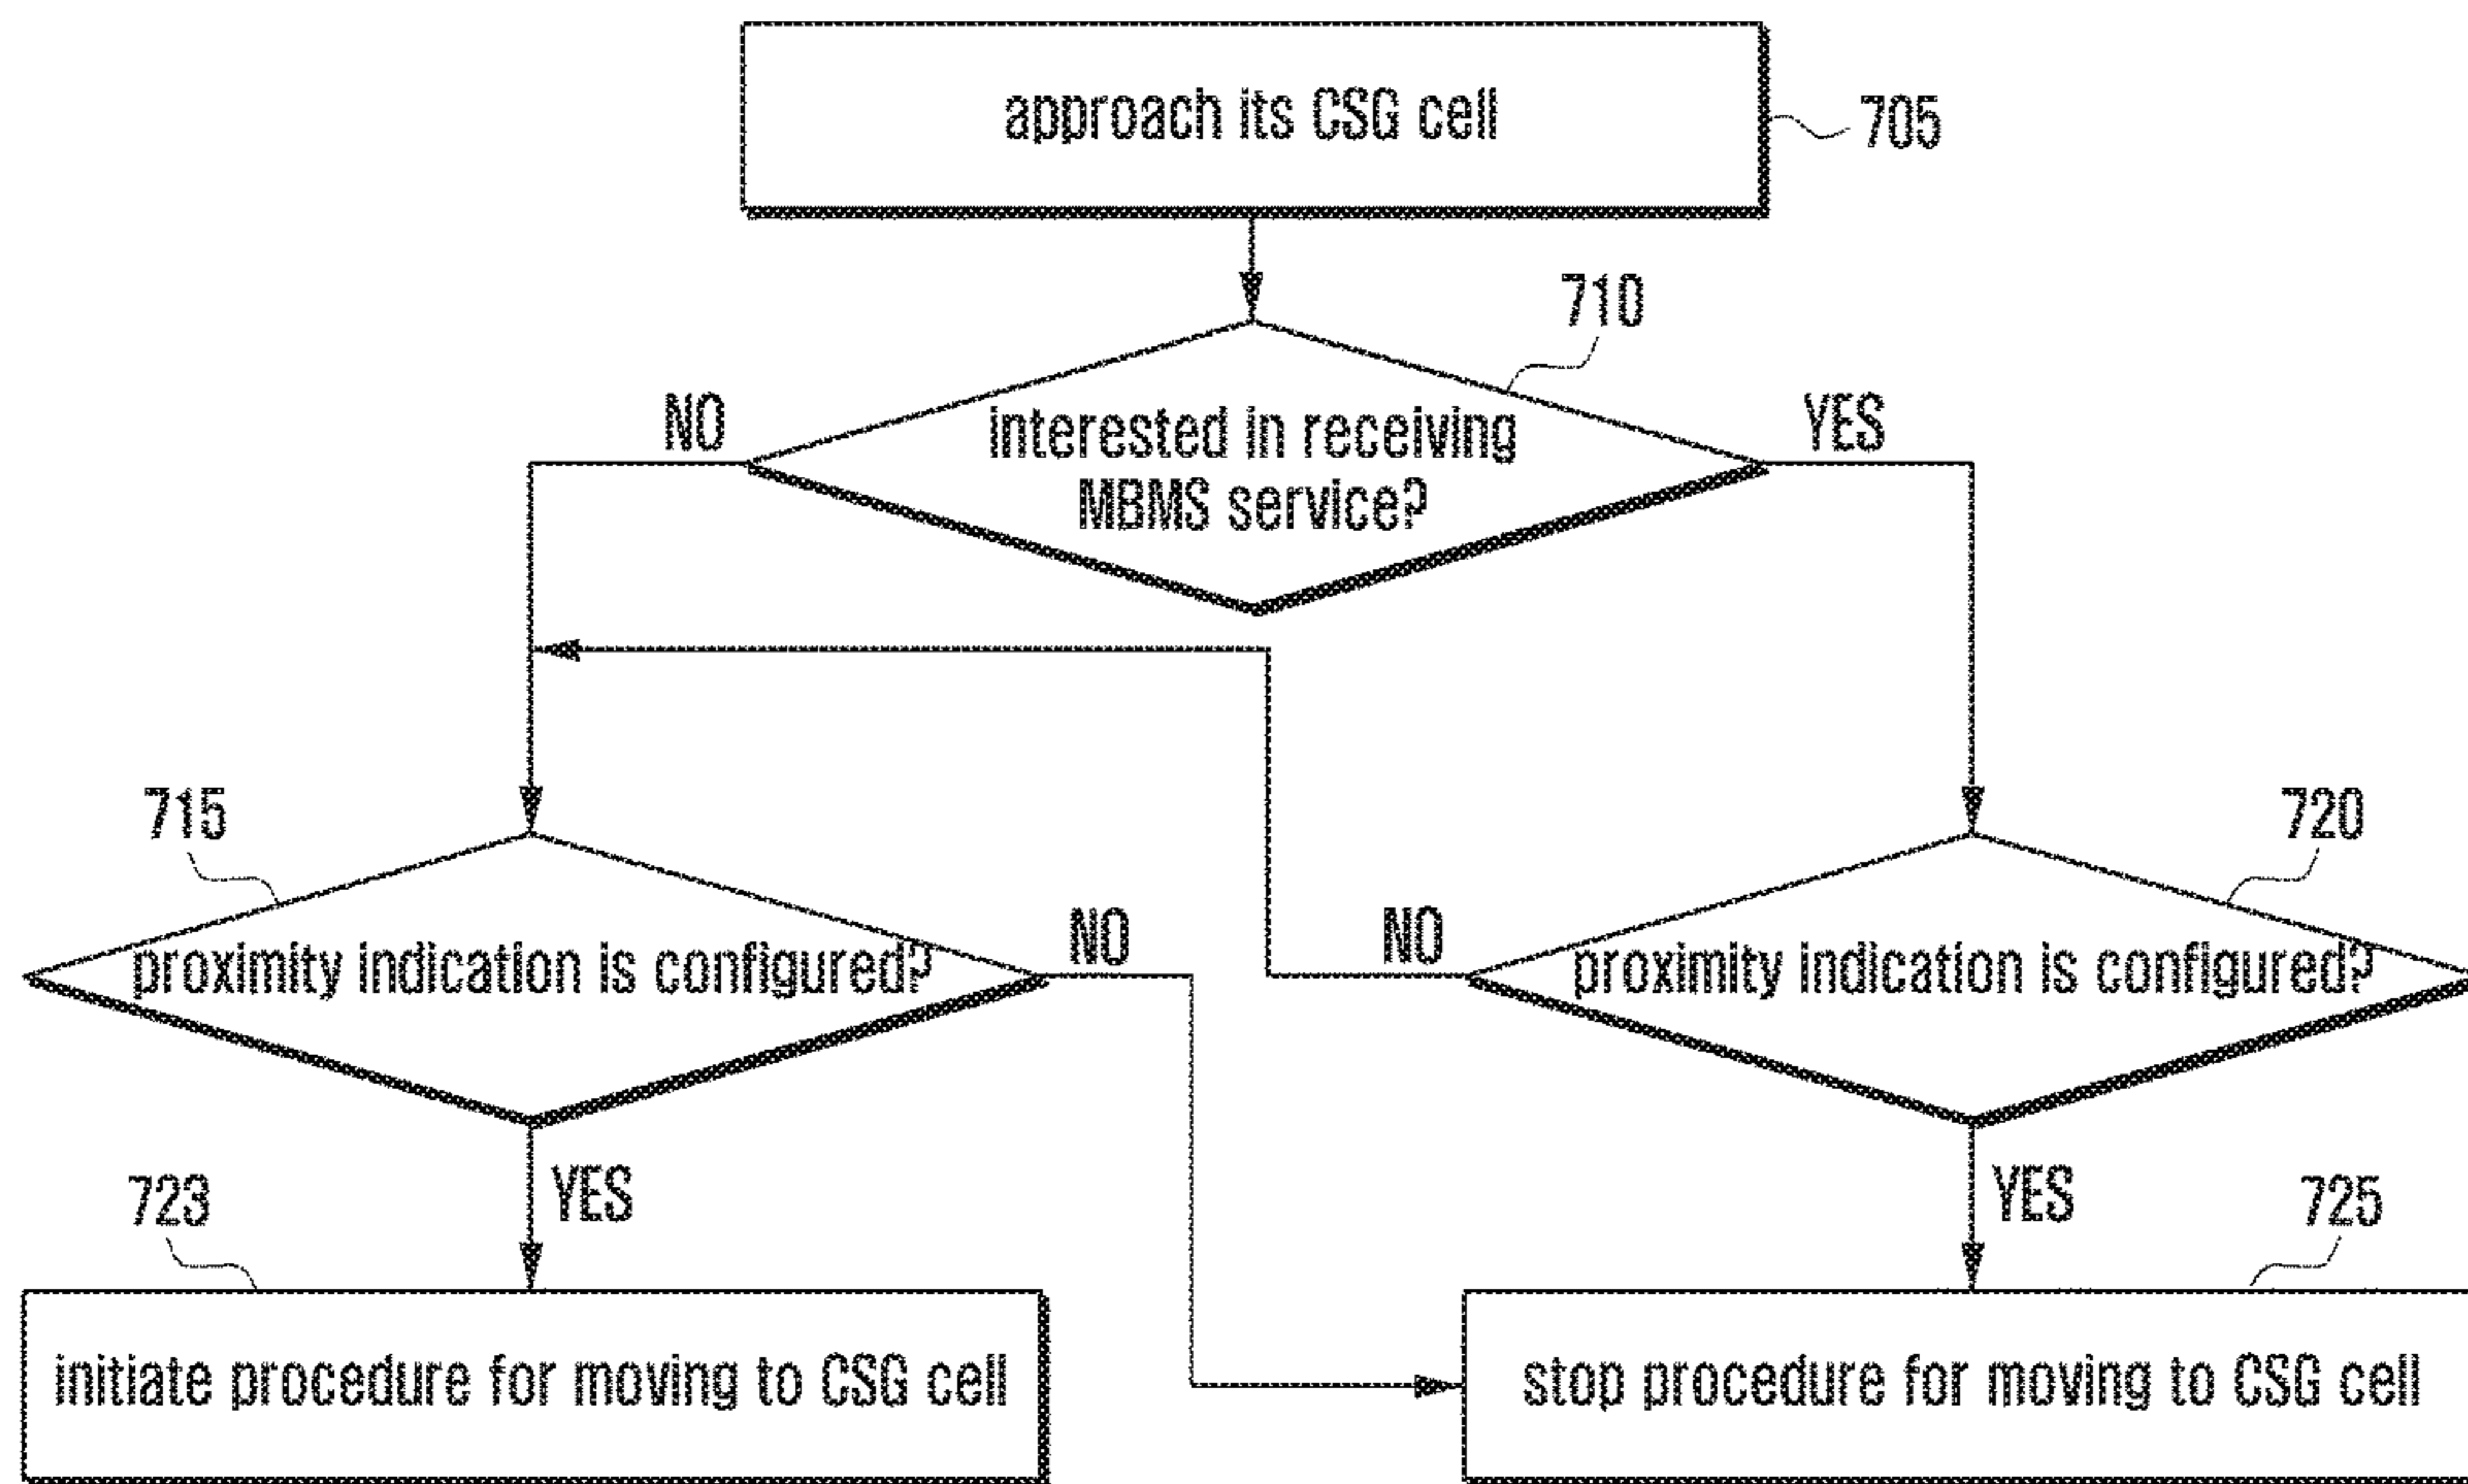 approach its CSG cell
705
710
NO
YES
interested in receiving
MBMS service?
715
720
proximity indication is configured?
NO
NO
proximity indication is configured?
723
YES
YES
725
initiate procedure for moving to CSG cell
stop procedure for moving to CSG cell